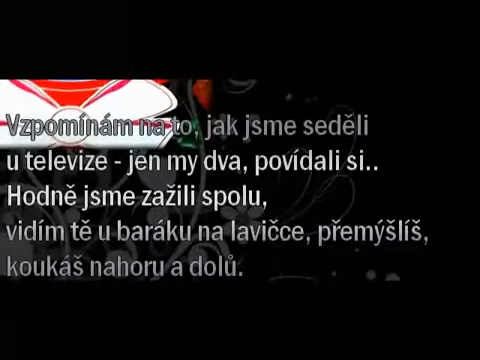 Vzpomínám na to, jak jsme seděli
u televize - jen my dva, povídali si..
Hodně jsme zažili spolu,
vidím tě u baráku na lavičce, přemýšlíš,
koukáš nahoru a dolů.